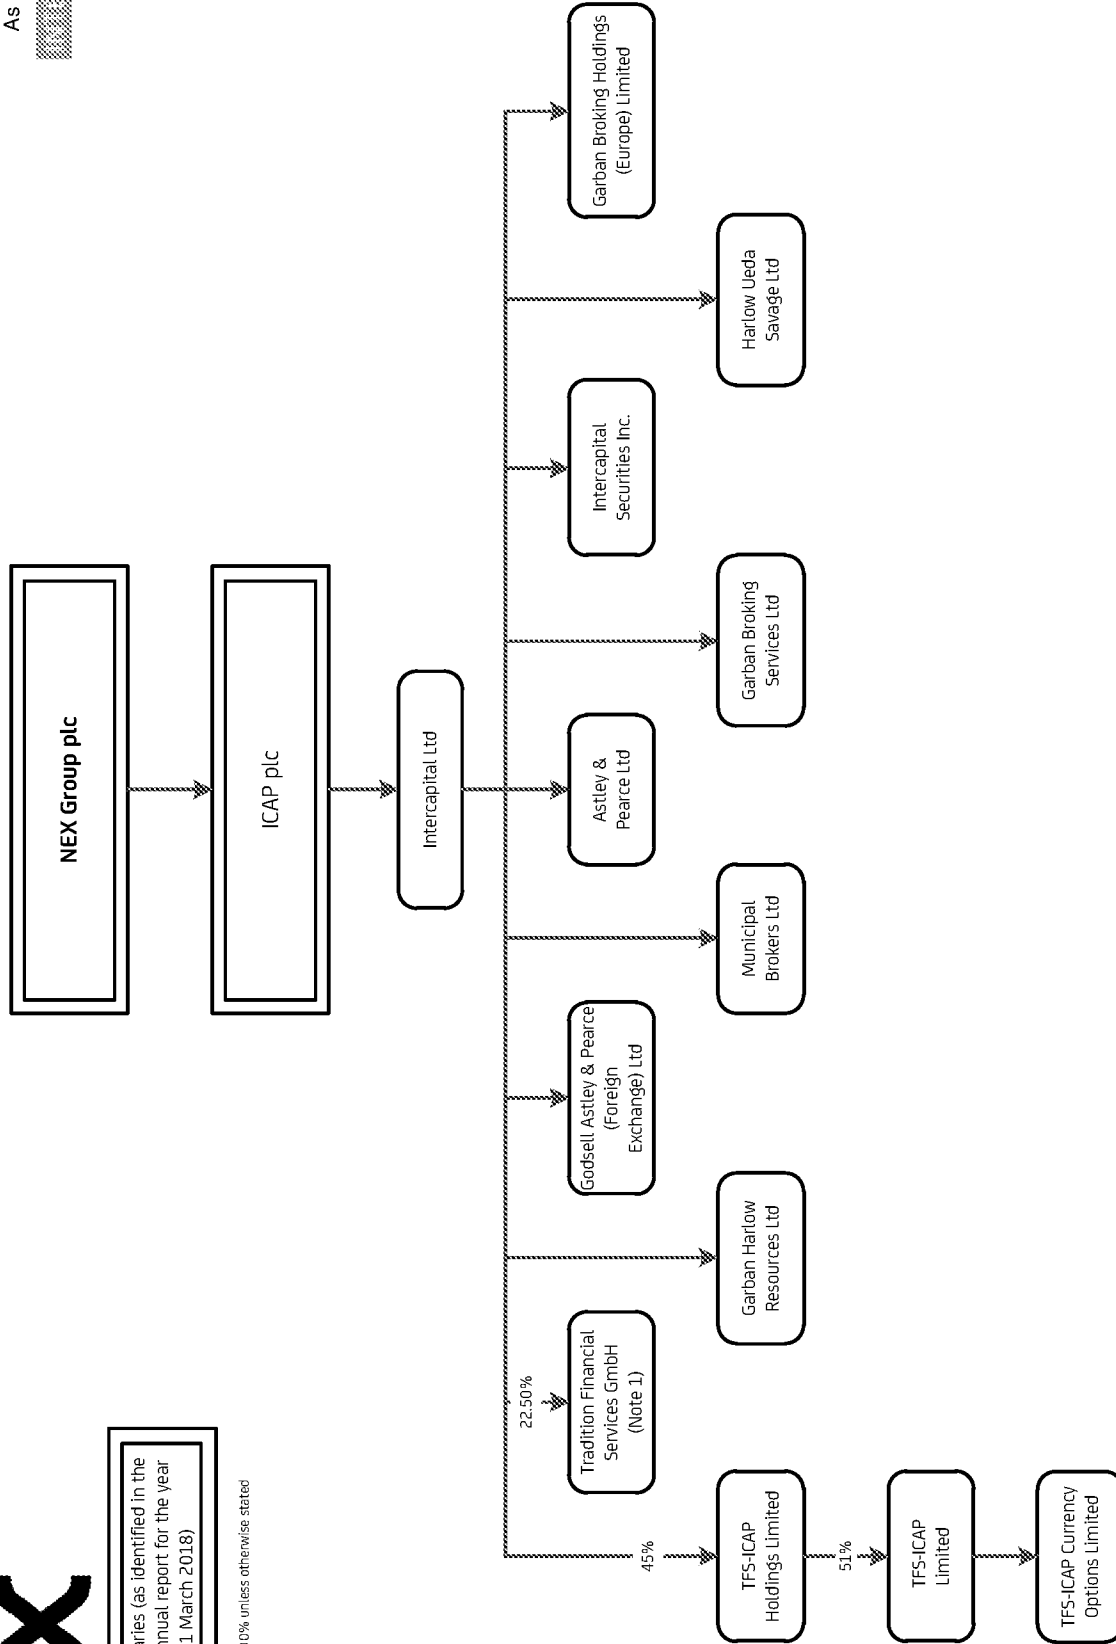 As
X
ries (as identified in the
nnual report for the year
1 March 2018)
0% unless otherwise stated
NEX Group plc
ICAP plc
Intercapital Ltd
45%
22.50%
Tradition Financial
Services GmbH
(Note 1)
Godsell Astley & Pearce
(Foreign
Exchange) Ltd
Astley &
Pearce Ltd
Intercapital
Securities Inc.
Garban Broking Holdings
(Europe) Limited
TFS-ICAP
Holdings Limited
Garban Harlow
Resources Ltd
Municipal
Brokers Ltd
Garban Broking
Services Ltd
Harlow Ueda
Savage Ltd
51%
TFS-ICAP
Limited
TFS-ICAP Currency
Options Limited